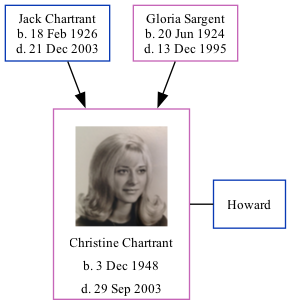 Jack Chartrant
b. 18 Feb 1926
d. 21 Dec 2003
Gloria Sargent
b. 20 Jun 1924
d. 13 Dec 1995
Christine Chartrant
b. 3 Dec 1948
d. 29 Sep 2003
Howard